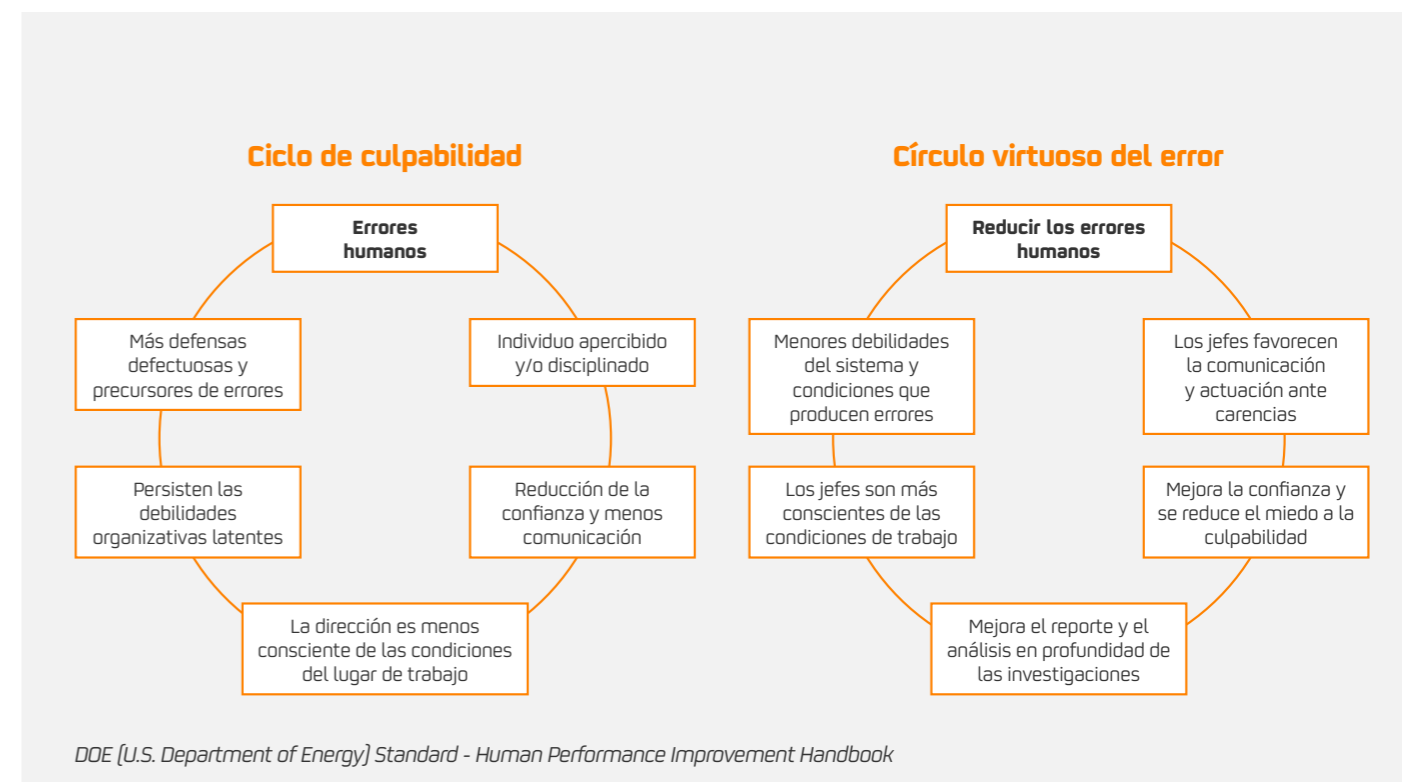 Ciclo de culpabilidad
Errores
humanos
Individuo apercibido
y/o disciplinado
Reducción de la
confianza y menos
comunicación
La dirección es menos
consciente de las condiciones
del lugar de trabajo
Persisten las
debilidades
organizativas latentes
Más defensas
defectuosas y
precursores de errores
Círculo virtuoso del error
Reducir los errores
humanos
Los jefes favorecen
la comunicación
y actuación ante
carencias
Mejora la confianza y
se reduce el miedo a la
culpabilidad
Mejora el reporte y el
análisis en profundidad de
las investigaciones
Los jefes son más
conscientes de las
condiciones de trabajo
Menores debilidades
del sistema y
condiciones que
producen errores
DOE (U.S. Department of Energy) Standard - Human Performance Improvement Handbook